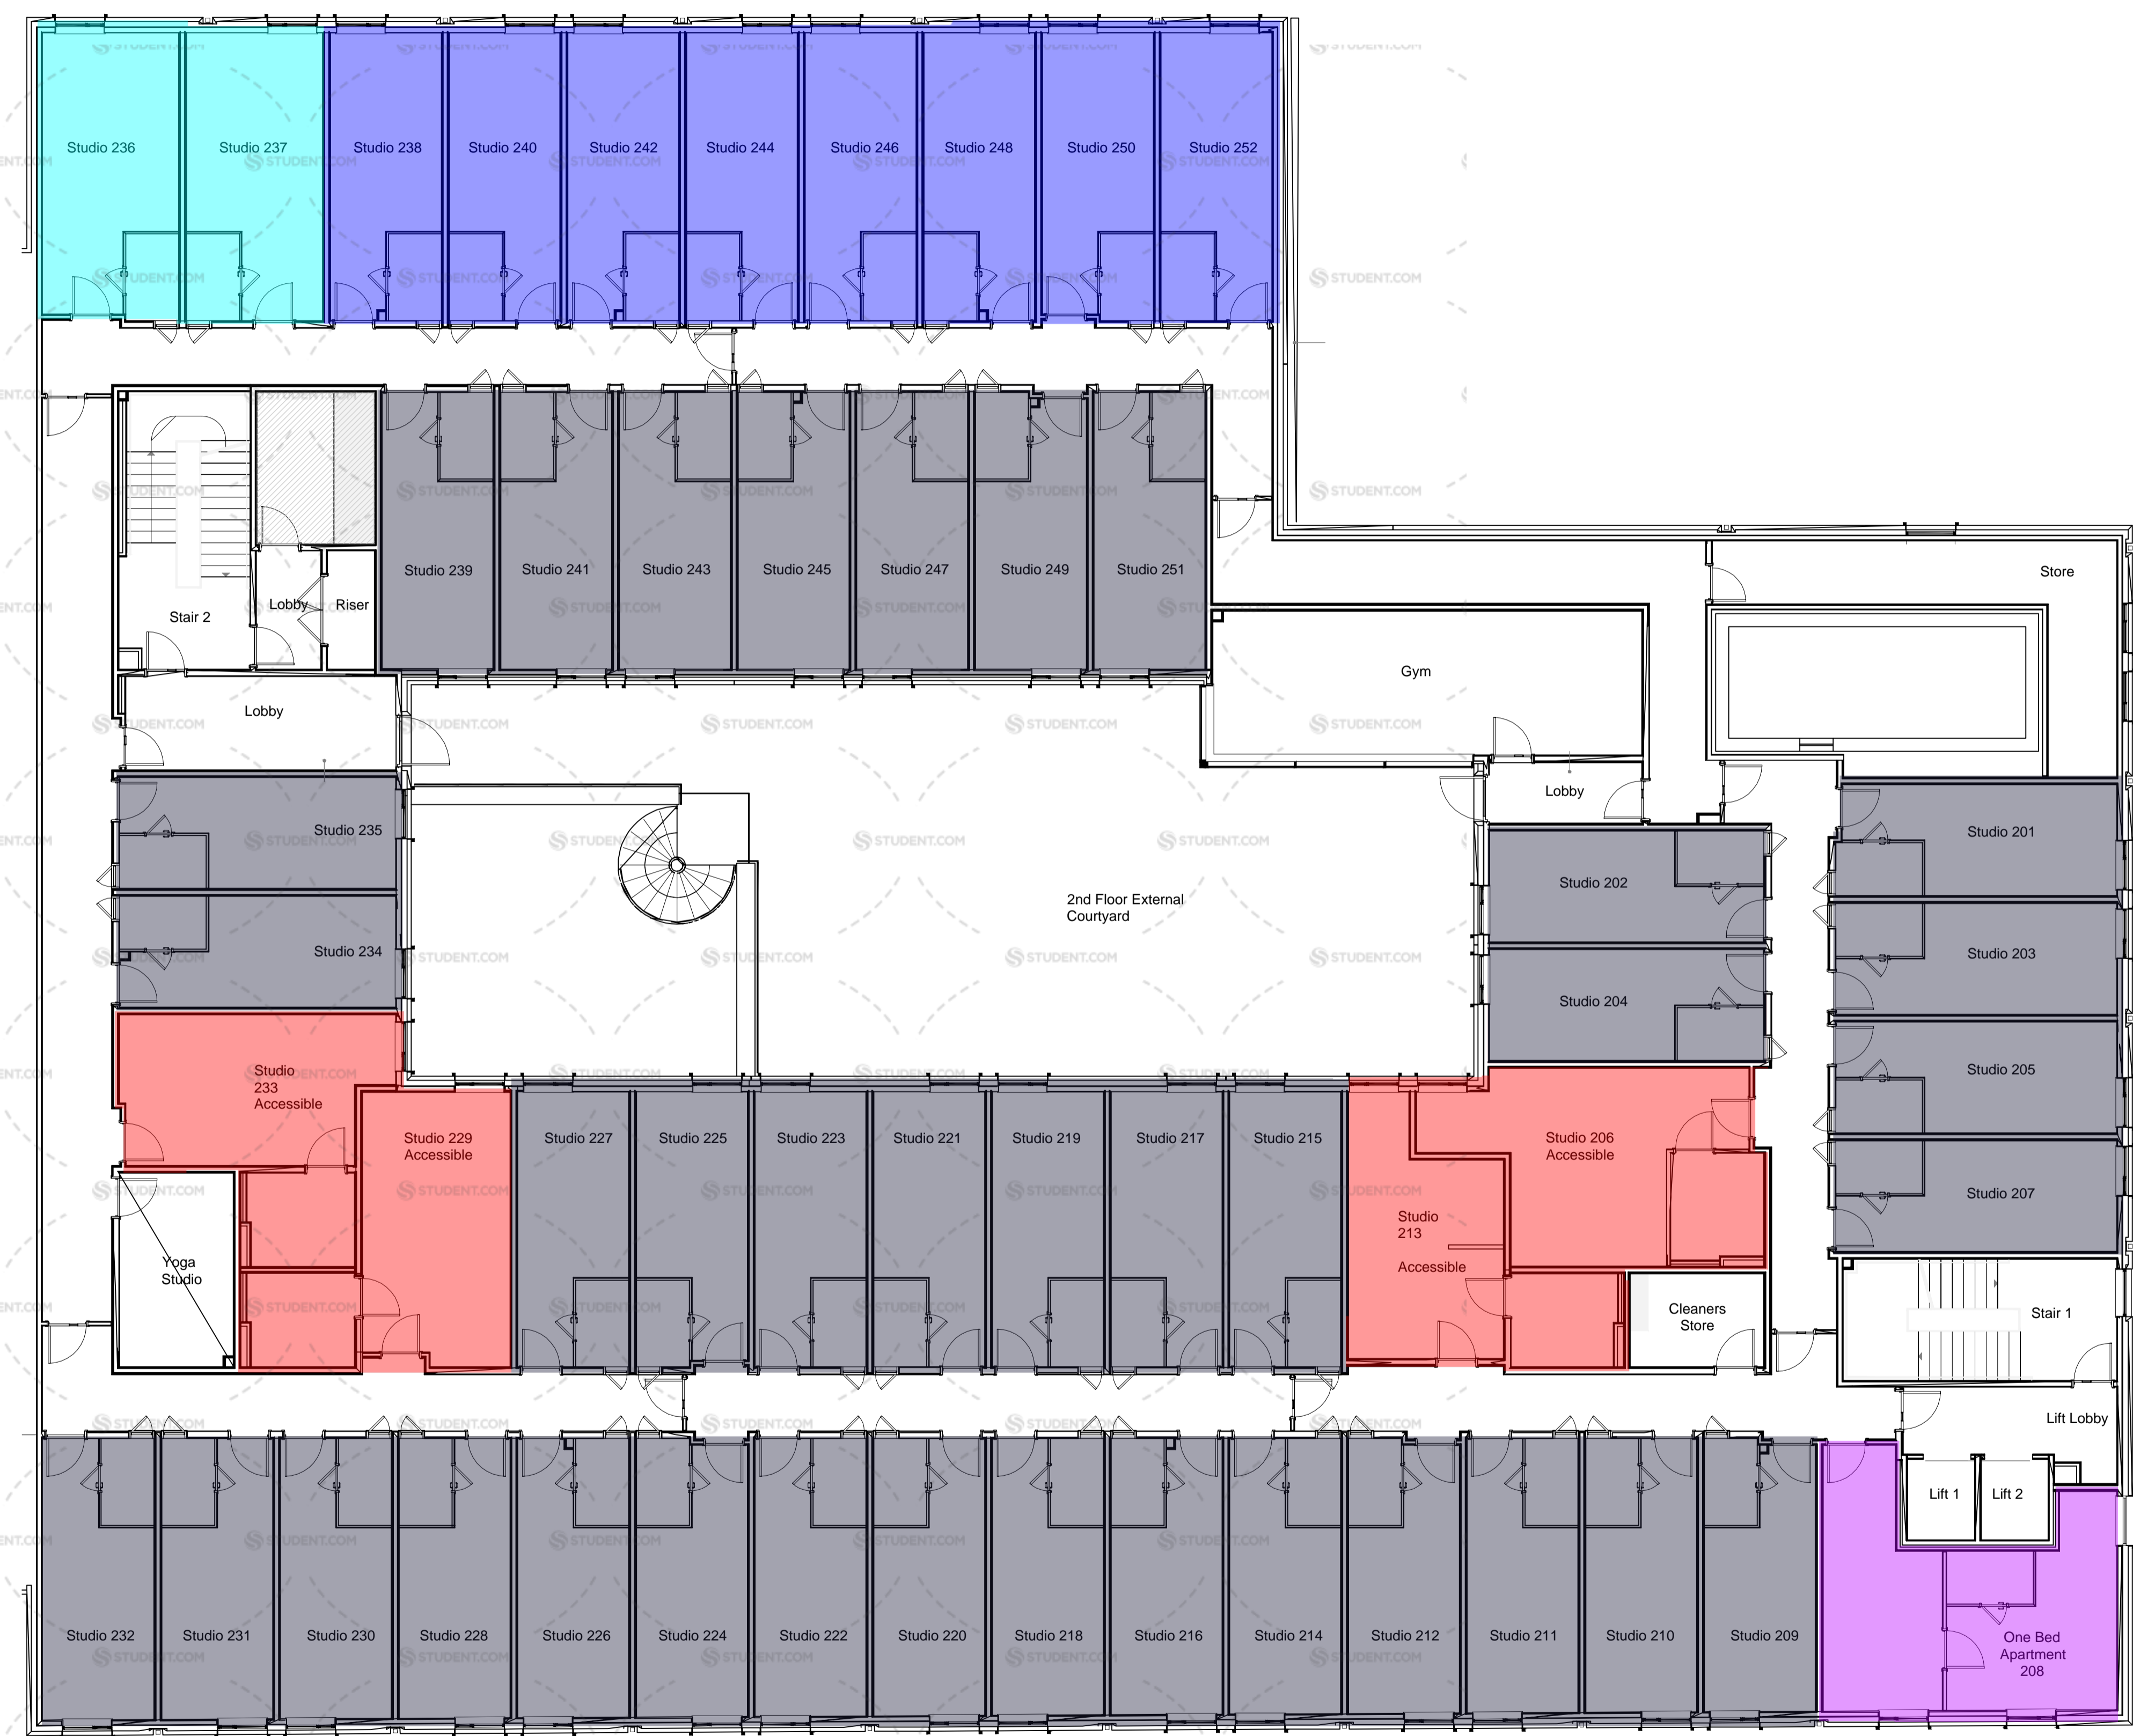 Studio 236
Studio 237
Studio 238
Studio 240
Studio 242
Studio 244
Studio 246
Studio 248
Studio 250
Studio 252
Studio 239
Studio 241
Studio 243
Studio 245
Studio 247
Studio 249
Studio 251
Store
Stair 2
Lobby
Riser
Gym
Lobby
Lobby
Studio 235
Studio 234
2nd Floor External
Courtyard
Studio 202
Studio 204
Studio 201
Studio 203
Studio 205
Studio 207
Studio
233
Accessible
Studio 229
Accessible
Studio 227
Studio 225
Studio 223
Studio 221
Studio 219
Studio 217
Studio 215
Studio
213
Accessible
Studio 206
Accessible
Yoga
Studio
Cleaners
Store
Stair 1
Lift Lobby
Lift 1
Lift 2
Studio 232
Studio 231
Studio 230
Studio 228
Studio 226
Studio 224
Studio 222
Studio 220
Studio 218
Studio 216
Studio 214
Studio 212
Studio 211
Studio 210
Studio 209
One Bed
Apartment
208
STUDENT.COM